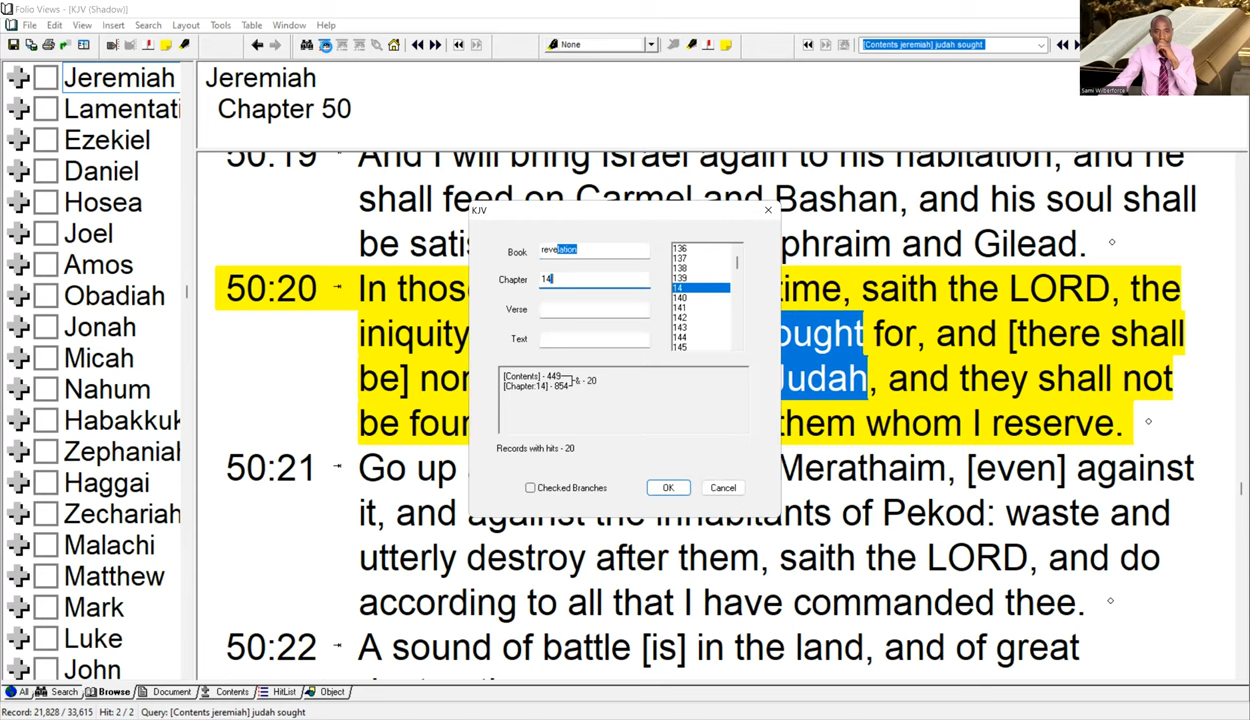 Folio Views - [KJV (Shadow)]
File Edit View Insert Search Layout Tools Table Window Help
None
[Contents jeremiah] judah sought
Sami Wilberforce
Jeremiah
Lamentati
Ezekiel
Daniel
Hosea
Joel
Amos
Obadiah
Jonah
Micah
Nahum
Habakkuk
Zephaniah
Haggai
Zechariah
Malachi
Matthew
Mark
Luke
John
Jeremiah
Chapter 50
50:19 And I will bring Israel again to his habitation, and he
shall feed on Carmel and Bashan, and his soul shall
be satis phraim and Gilead.
50:20 In those time, saith the LORD, the
iniquity ought for, and [there shall
be] non Judah, and they shall not
be foun them whom I reserve.
50:21 Go up Merathaim, [even] against
it, and against the inhabitants of Pekod: waste and
utterly destroy after them, saith the LORD, and do
according to all that I have commanded thee.
50:22 A sound of battle [is] in the land, and of great
KJV
Book revelation
Chapter 14
Verse
Text
136
137
138
139
14
140
141
142
143
144
145
[Contents] - 449
[Chapter:14] - 854
& - 20
Records with hits - 20
Checked Branches
OK
Cancel
All Search Browse Document Contents HitList Object
Record: 21,828 / 33,615 Hit: 2 / 2 Query: [Contents jeremiah] judah sought